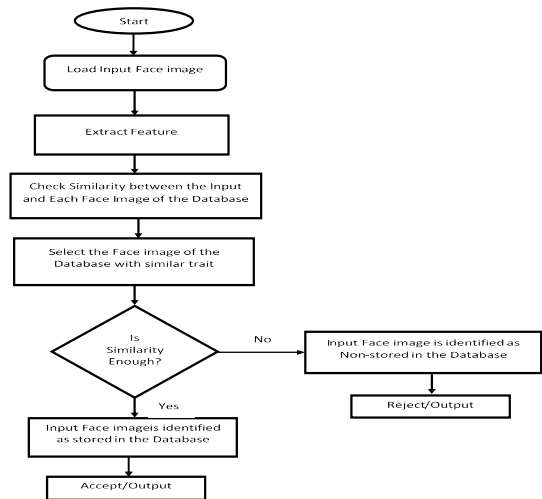 Start
Load Input Face image
Extract Feature
Check Similarity between the Input
and Each Face Image of the Database
Select the Face image of the
Database with similar trait
Is
Similarity
Enough?
No
Input Face image is identified as
Non-stored in the Database
Reject/Output
Yes
Input Face imageis identified
as stored in the Database
Accept/Output